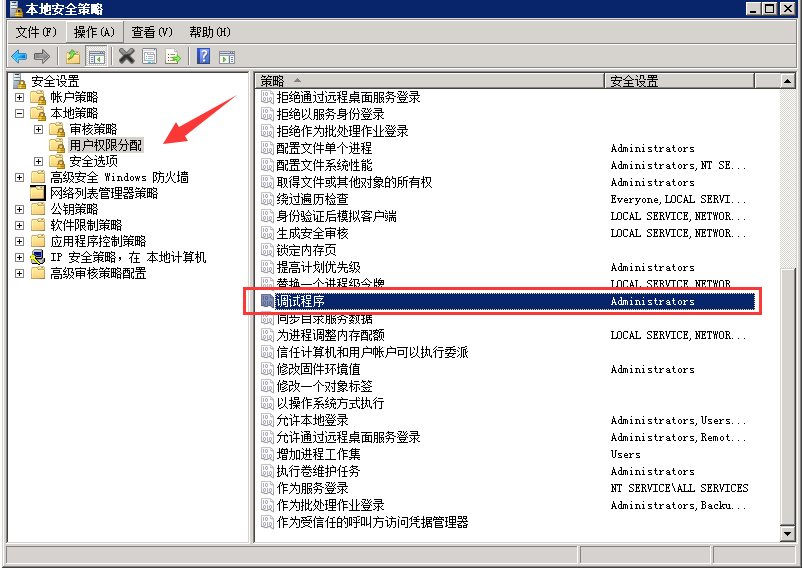 本地安全策略
文件(F) 操作(A) 查看(V) 帮助(H)
安全设置
帐户策略
本地策略
审核策略
用户权限分配
安全选项
高级安全 Windows 防火墙
网络列表管理器策略
公钥策略
软件限制策略
应用程序控制策略
IP 安全策略，在 本地计算机
高级审核策略配置
策略 安全设置
拒绝通过远程桌面服务登录
拒绝以服务身份登录
拒绝作为批处理作业登录
配置文件单个进程 Administrators
配置文件系统性能 Administrators,NT SE...
取得文件或其他对象的所有权 Administrators
绕过遍历检查 Everyone,LOCAL SERVI...
身份验证后模拟客户端 LOCAL SERVICE,NETWOR...
生成安全审核 LOCAL SERVICE,NETWOR...
锁定内存页
提高计划优先级 Administrators
替换一个进程级令牌 LOCAL SERVICE,NETWOR...
调试程序 Administrators
同步目录服务数据
为进程调整内存配额 LOCAL SERVICE,NETWOR...
信任计算机和用户帐户可以执行委派
修改固件环境值 Administrators
修改一个对象标签
以操作系统方式执行
允许本地登录 Administrators,Users...
允许通过远程桌面服务登录 Administrators,Remot...
增加进程工作集 Users
执行卷维护任务 Administrators
作为服务登录 NT SERVICE\ALL SERVICES
作为批处理作业登录 Administrators,Backu...
作为受信任的呼叫方访问凭据管理器